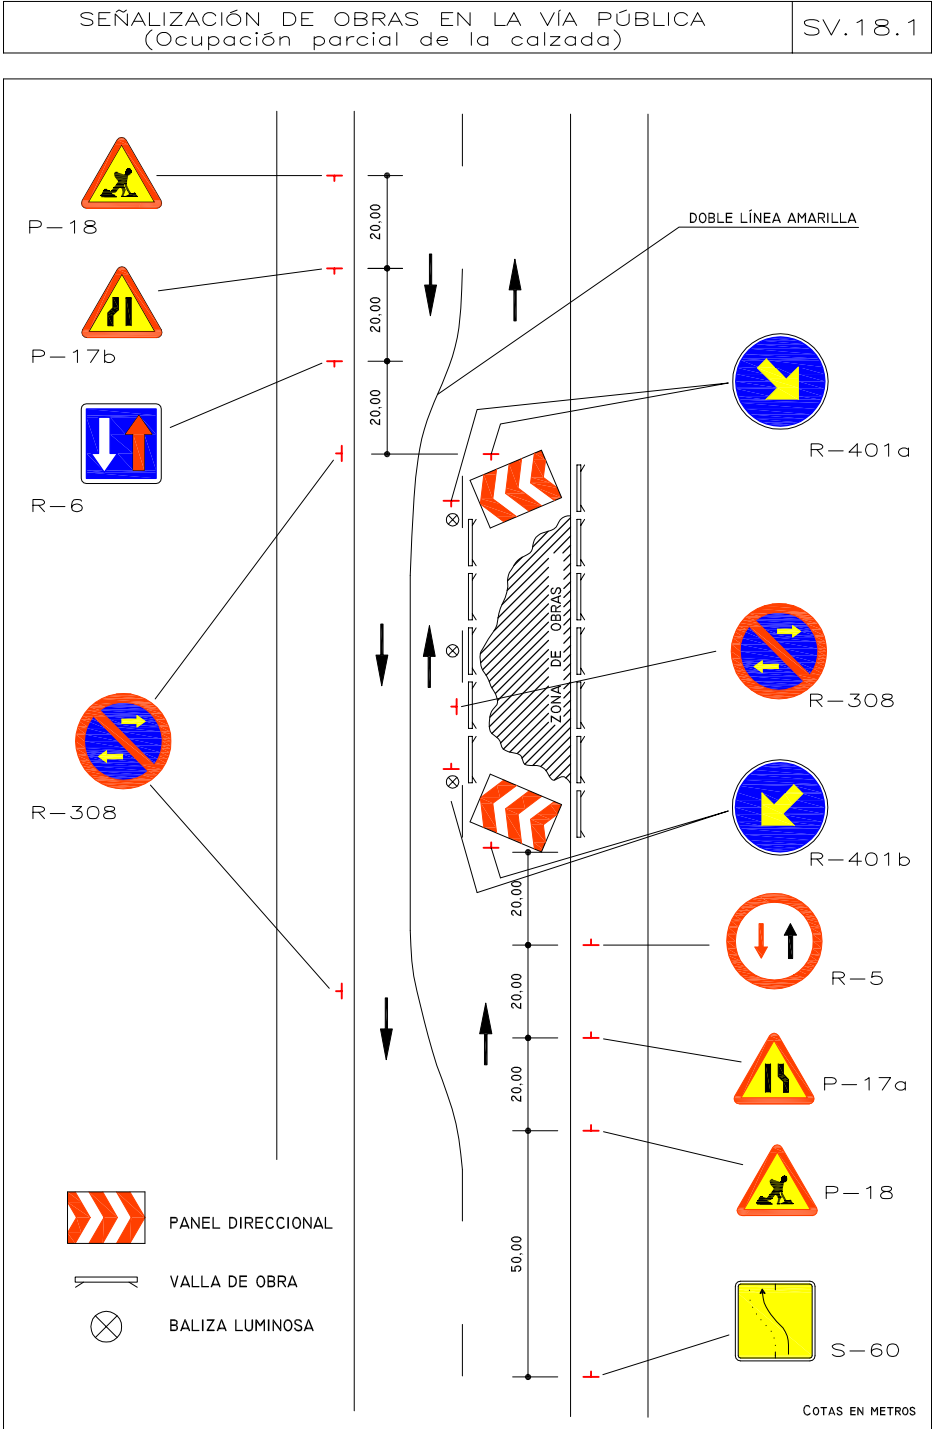 SEÑALIZACIÓN DE OBRAS EN LA VÍA PÚBLICA
(Ocupación parcial de la calzada)
SV.18.1
P-18
20,00
DOBLE LÍNEA AMARILLA
P-17b
20,00
R-6
20,00
R-401a
ZONA DE OBRAS
R-308
R-308
R-401b
20,00
R-5
20,00
P-17a
20,00
P-18
50,00
S-60
PANEL DIRECCIONAL
VALLA DE OBRA
BALIZA LUMINOSA
COTAS EN METROS